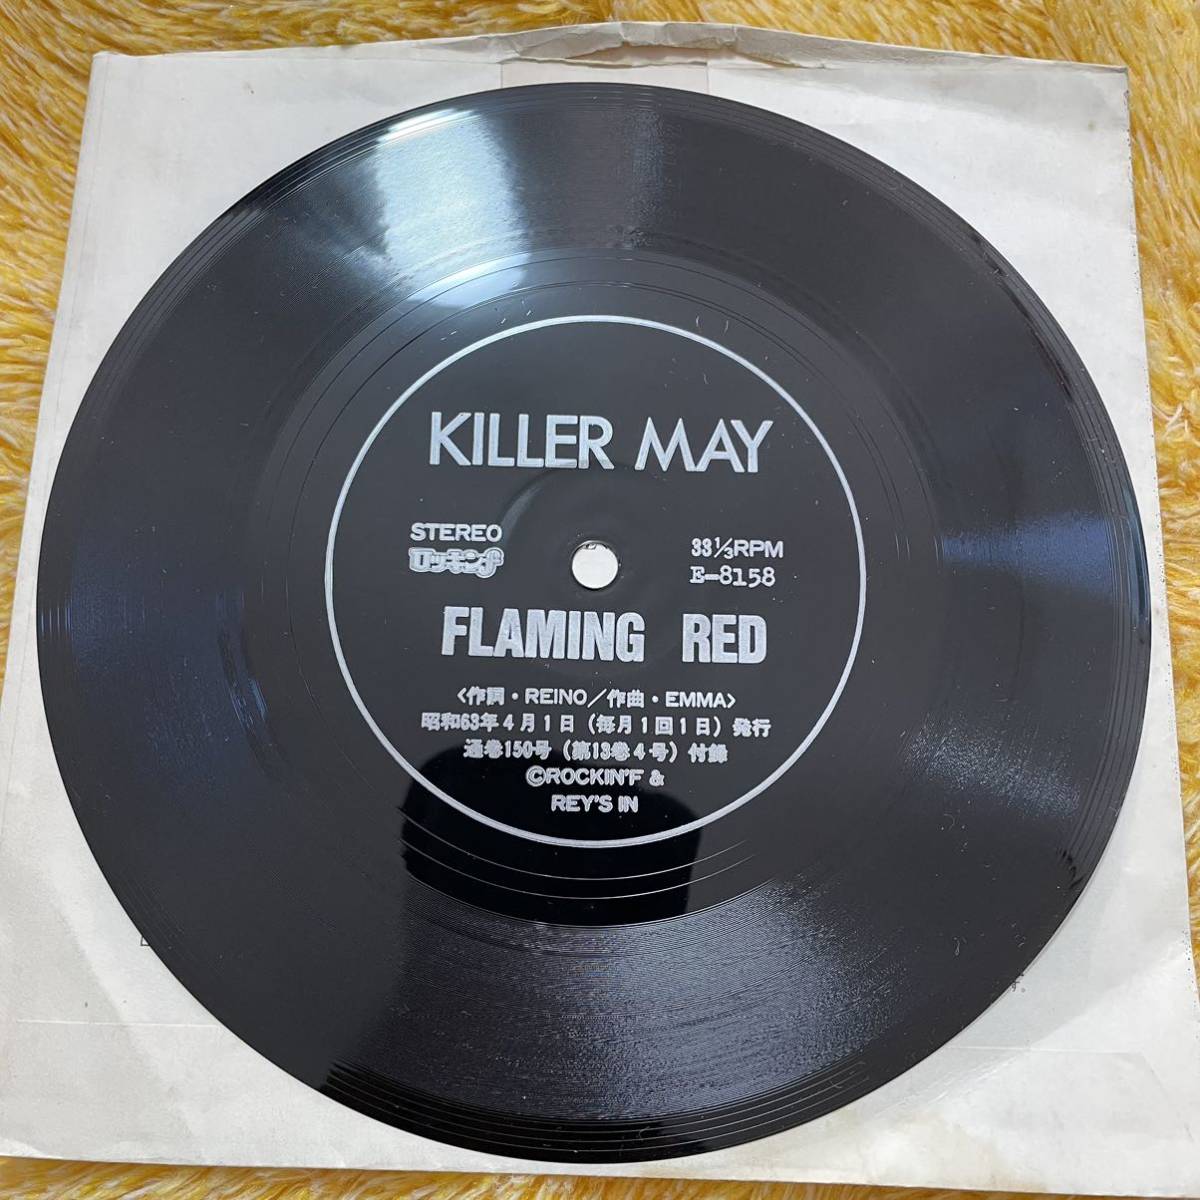 KILLER MAY
STEREO
ロッキンf
33⅓RPM
E-8158
FLAMING RED
<作詞・REINO/作曲・EMMA>
昭和63年4月1日(毎月1回1日)発行
通巻150号(第13巻4号)付録
©ROCKIN'F &
REY'S IN
す。